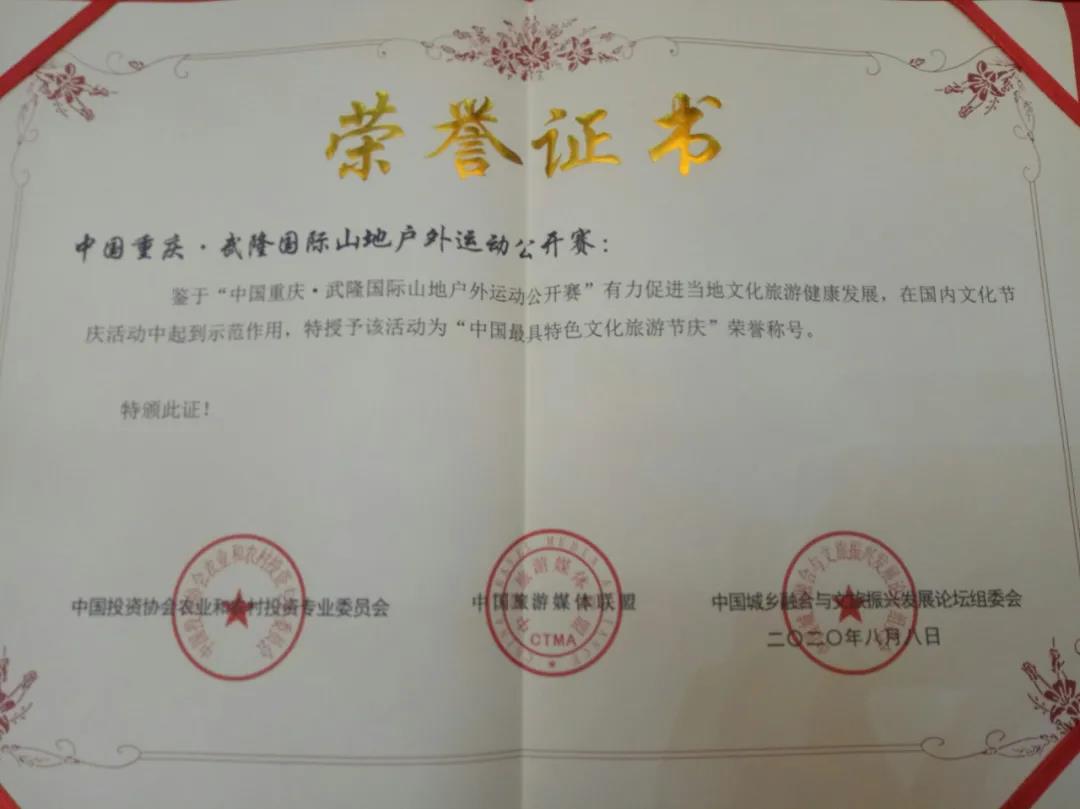 荣誉证书
中国重庆·武隆国际山地户外运动公开赛：
鉴于“中国重庆·武隆国际山地户外运动公开赛”有力促进当地文化旅游健康发展，在国内文化节
庆活动中起到示范作用，特授予该活动为“中国最具特色文化旅游节庆”荣誉称号。
特颁此证！
中国投资协会农业和农村投资专业委员会
中国旅游媒体联盟
CTMA
中国城乡融合与文旅振兴发展论坛组委会
二〇二〇年八月八日